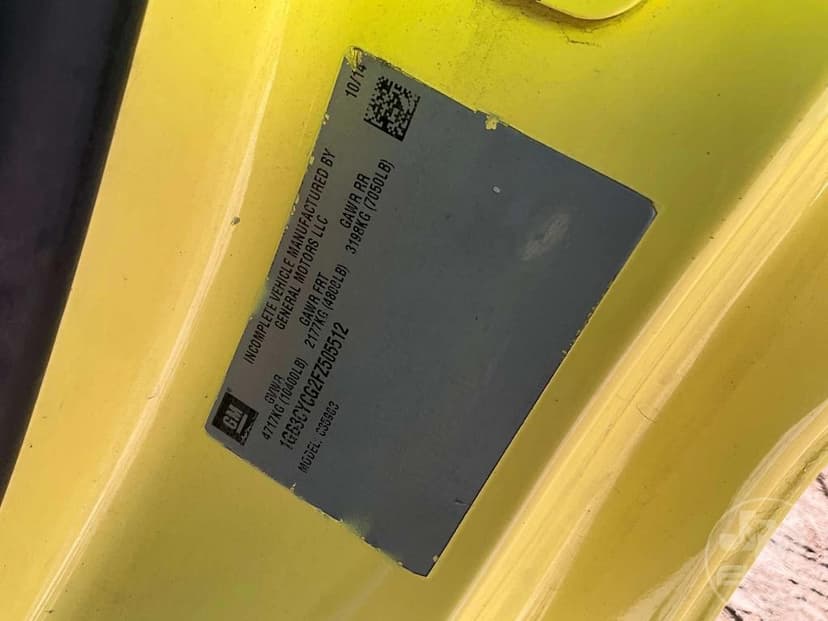 10/14
INCOMPLETE VEHICLE MANUFACTURED BY
GENERAL MOTORS LLC
GVWR GAWR FRT GAWR RR
4717KG (10400LB) 2177KG (4800LB) 3198KG (7050LB)
1GB3CYCG2FZ505512
MODEL:
GM